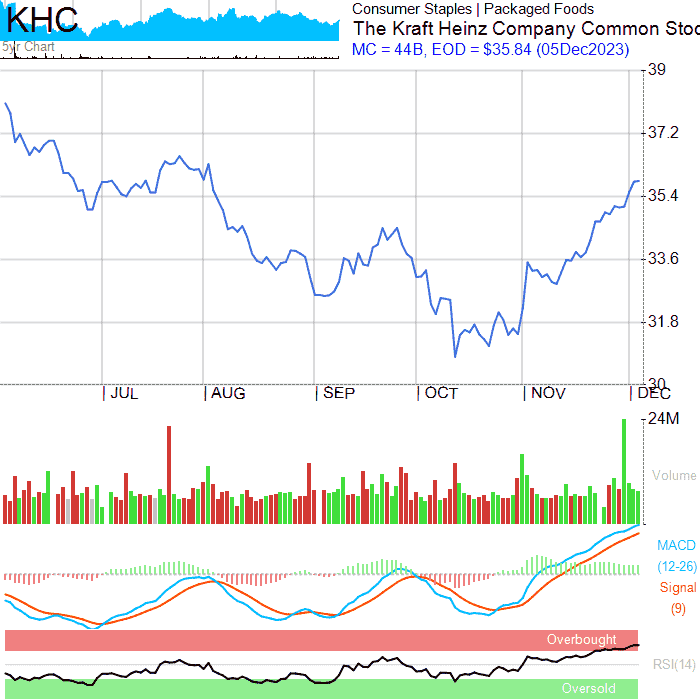 KHC
5yr Chart
Consumer Staples | Packaged Foods
The Kraft Heinz Company Common Stoc
MC = 44B, EOD = $35.84 (05Dec2023)
39
37.2
35.4
33.6
31.8
30
JUL AUG SEP OCT NOV DEC
24M
Volume
MACD
(12-26)
Signal
(9)
Overbought
RSI(14)
Oversold